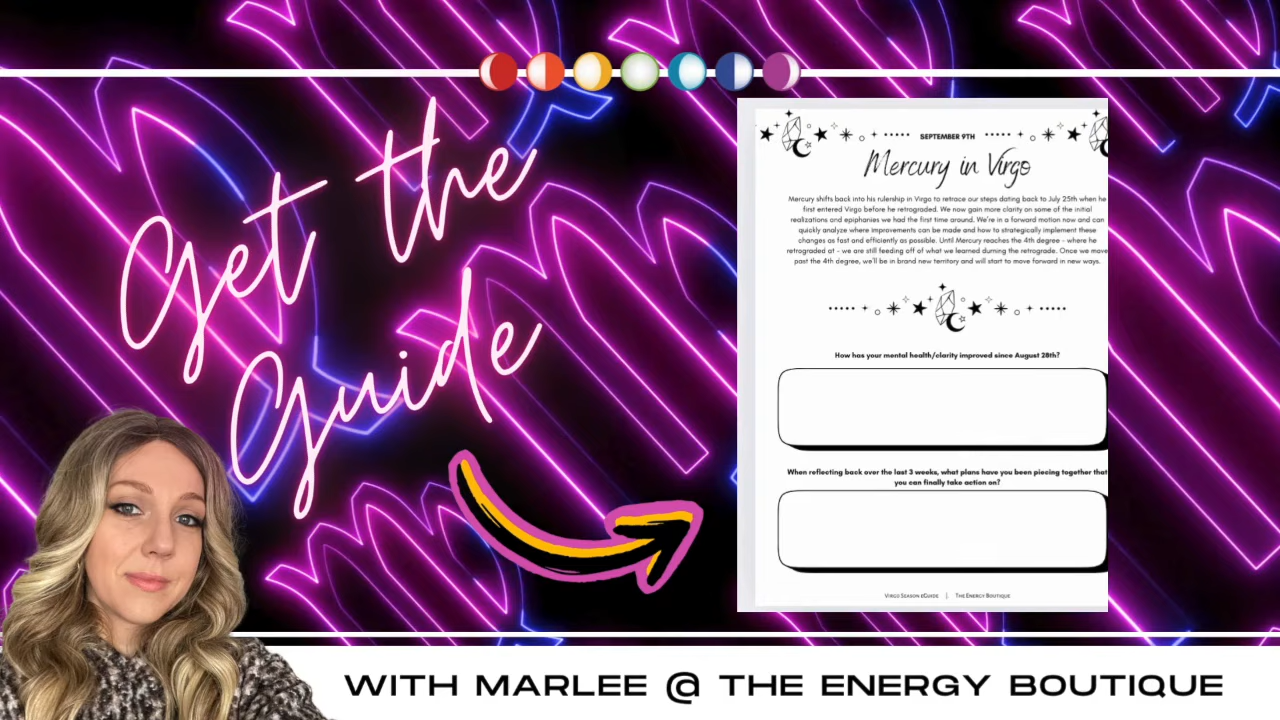 Get the
Guide
SEPTEMBER 9TH
Mercury in Virgo
Mercury shifts back into his rulership in Virgo to retrace our steps dating back to July 25th when he
first entered Virgo before he retrograded. We now gain more clarity on some of the initial
realizations and epiphanies we had the first time around. We're in a forward motion now and can
quickly analyze where improvements can be made and how to strategically implement these
changes as fast and efficiently as possible. Until Mercury reaches the 4th degree - where he
retrograded at - we are still feeding off of what we learned durning the retrograde. Once we move
past the 4th degree, we'll be in brand new territory and will start to move forward in new ways.
How has your mental health/clarity improved since August 28th?
When reflecting back over the last 3 weeks, what plans have you been piecing together that
you can finally take action on?
Virgo Season eGuide | The Energy Boutique
WITH MARLEE @ THE ENERGY BOUTIQUE